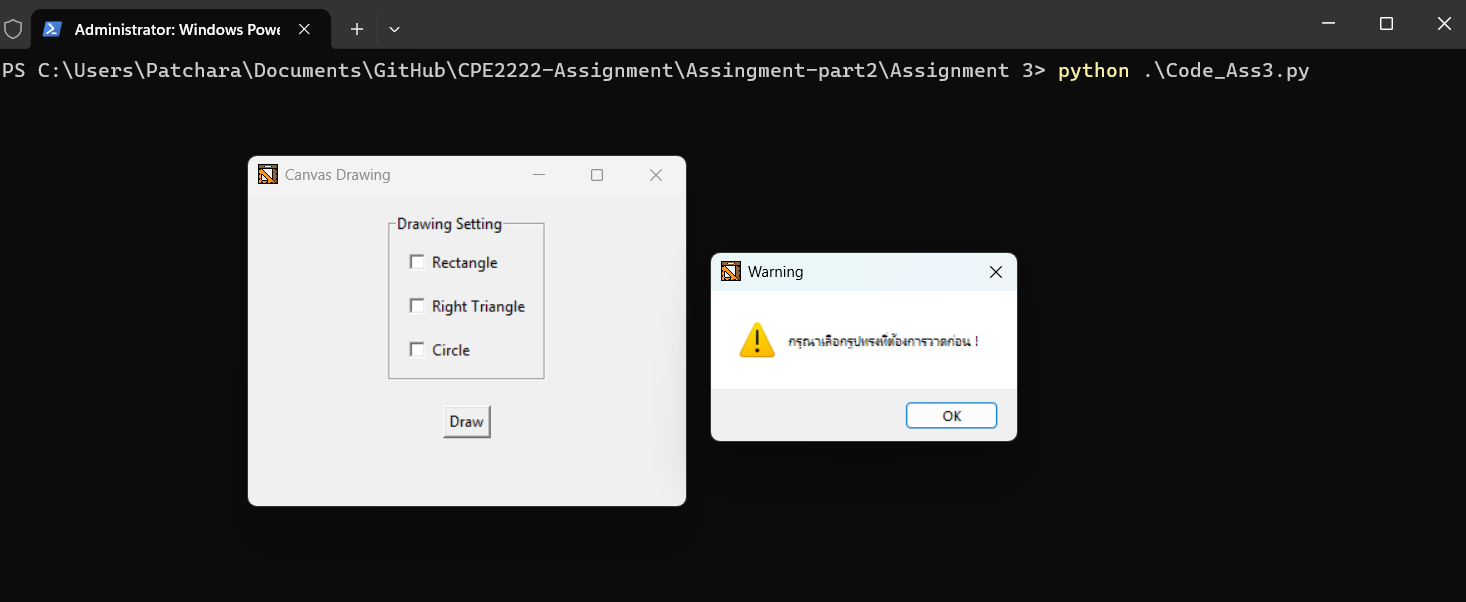 Administrator: Windows Powe
PS C:\Users\Patchara\Documents\GitHub\CPE2222-Assignment\Assingment-part2\Assignment 3> python .\Code_Ass3.py
Canvas Drawing
Drawing Setting
Rectangle
Right Triangle
Circle
Draw
Warning
กรุณาเลือกรูปทรงที่ต้องการวาดก่อน !
OK